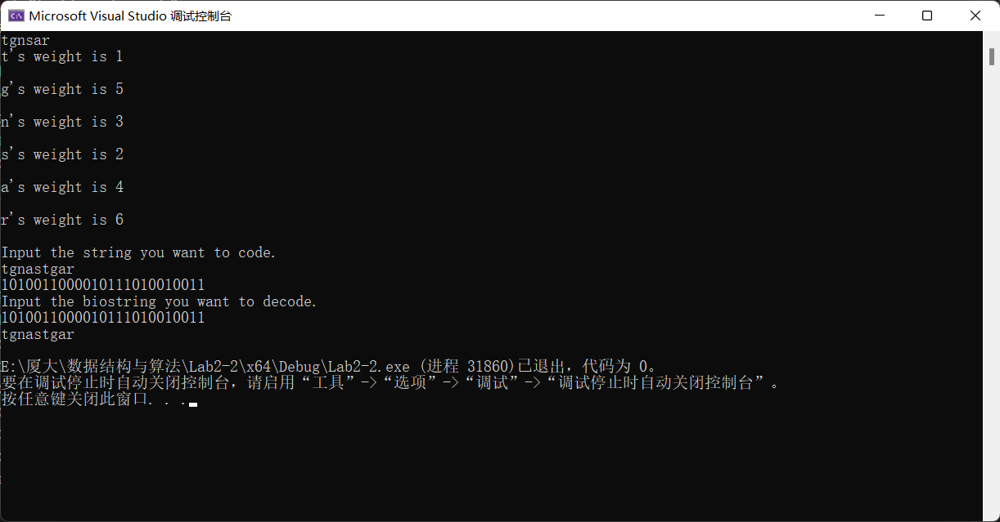 Microsoft Visual Studio 调试控制台
tgnsar
t's weight is 1
g's weight is 5
n's weight is 3
s's weight is 2
a's weight is 4
r's weight is 6
Input the string you want to code.
tgnastgar
1010011000010111010010011
Input the biostring you want to decode.
1010011000010111010010011
tgnastgar
E:\厦大\数据结构与算法\Lab2-2\x64\Debug\Lab2-2.exe (进程 31860)已退出，代码为 0。
要在调试停止时自动关闭控制台，请启用“工具”->“选项”->“调试”->“调试停止时自动关闭控制台”。
按任意键关闭此窗口. . .